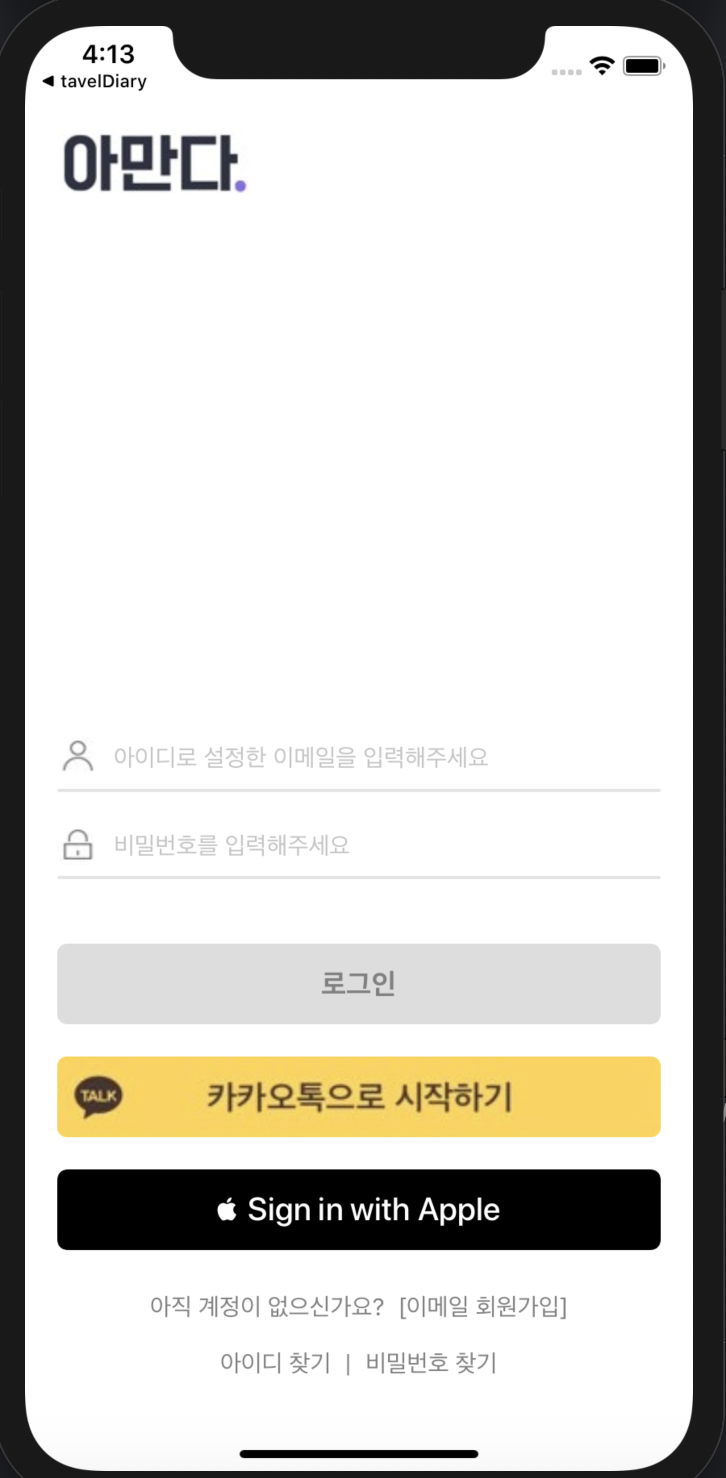 4:13
◀ tavelDiary
아만다.
아이디로 설정한 이메일을 입력해주세요
비밀번호를 입력해주세요
로그인
TALK 카카오톡으로 시작하기
Sign in with Apple
아직 계정이 없으신가요? [이메일 회원가입]
아이디 찾기 | 비밀번호 찾기